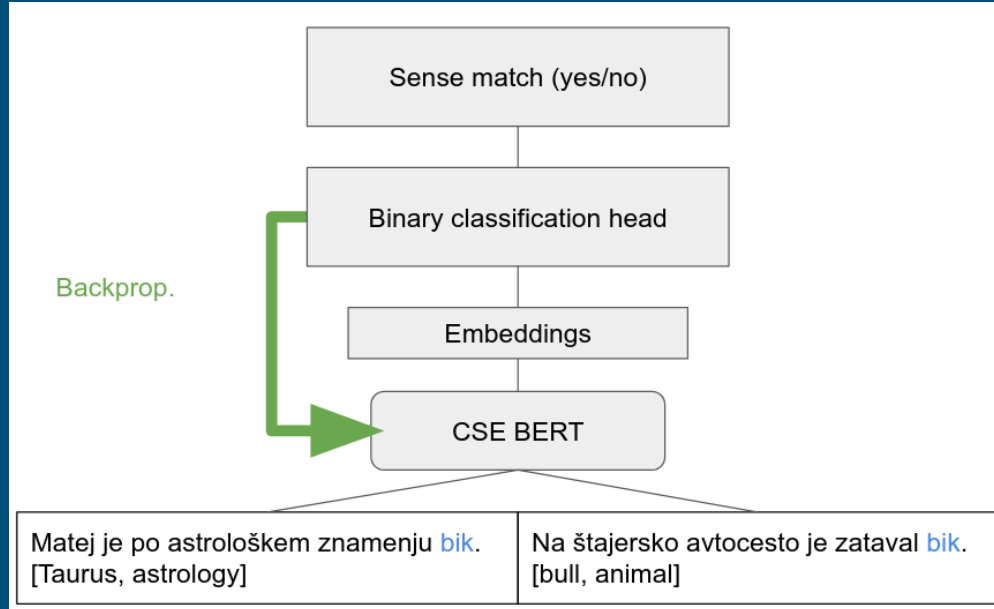 Sense match (yes/no)
Binary classification head
Backprop.
Embeddings
CSE BERT
Matej je po astrološkem znamenju bik.
[Taurus, astrology]
Na štajersko avtocesto je zataval bik.
[bull, animal]